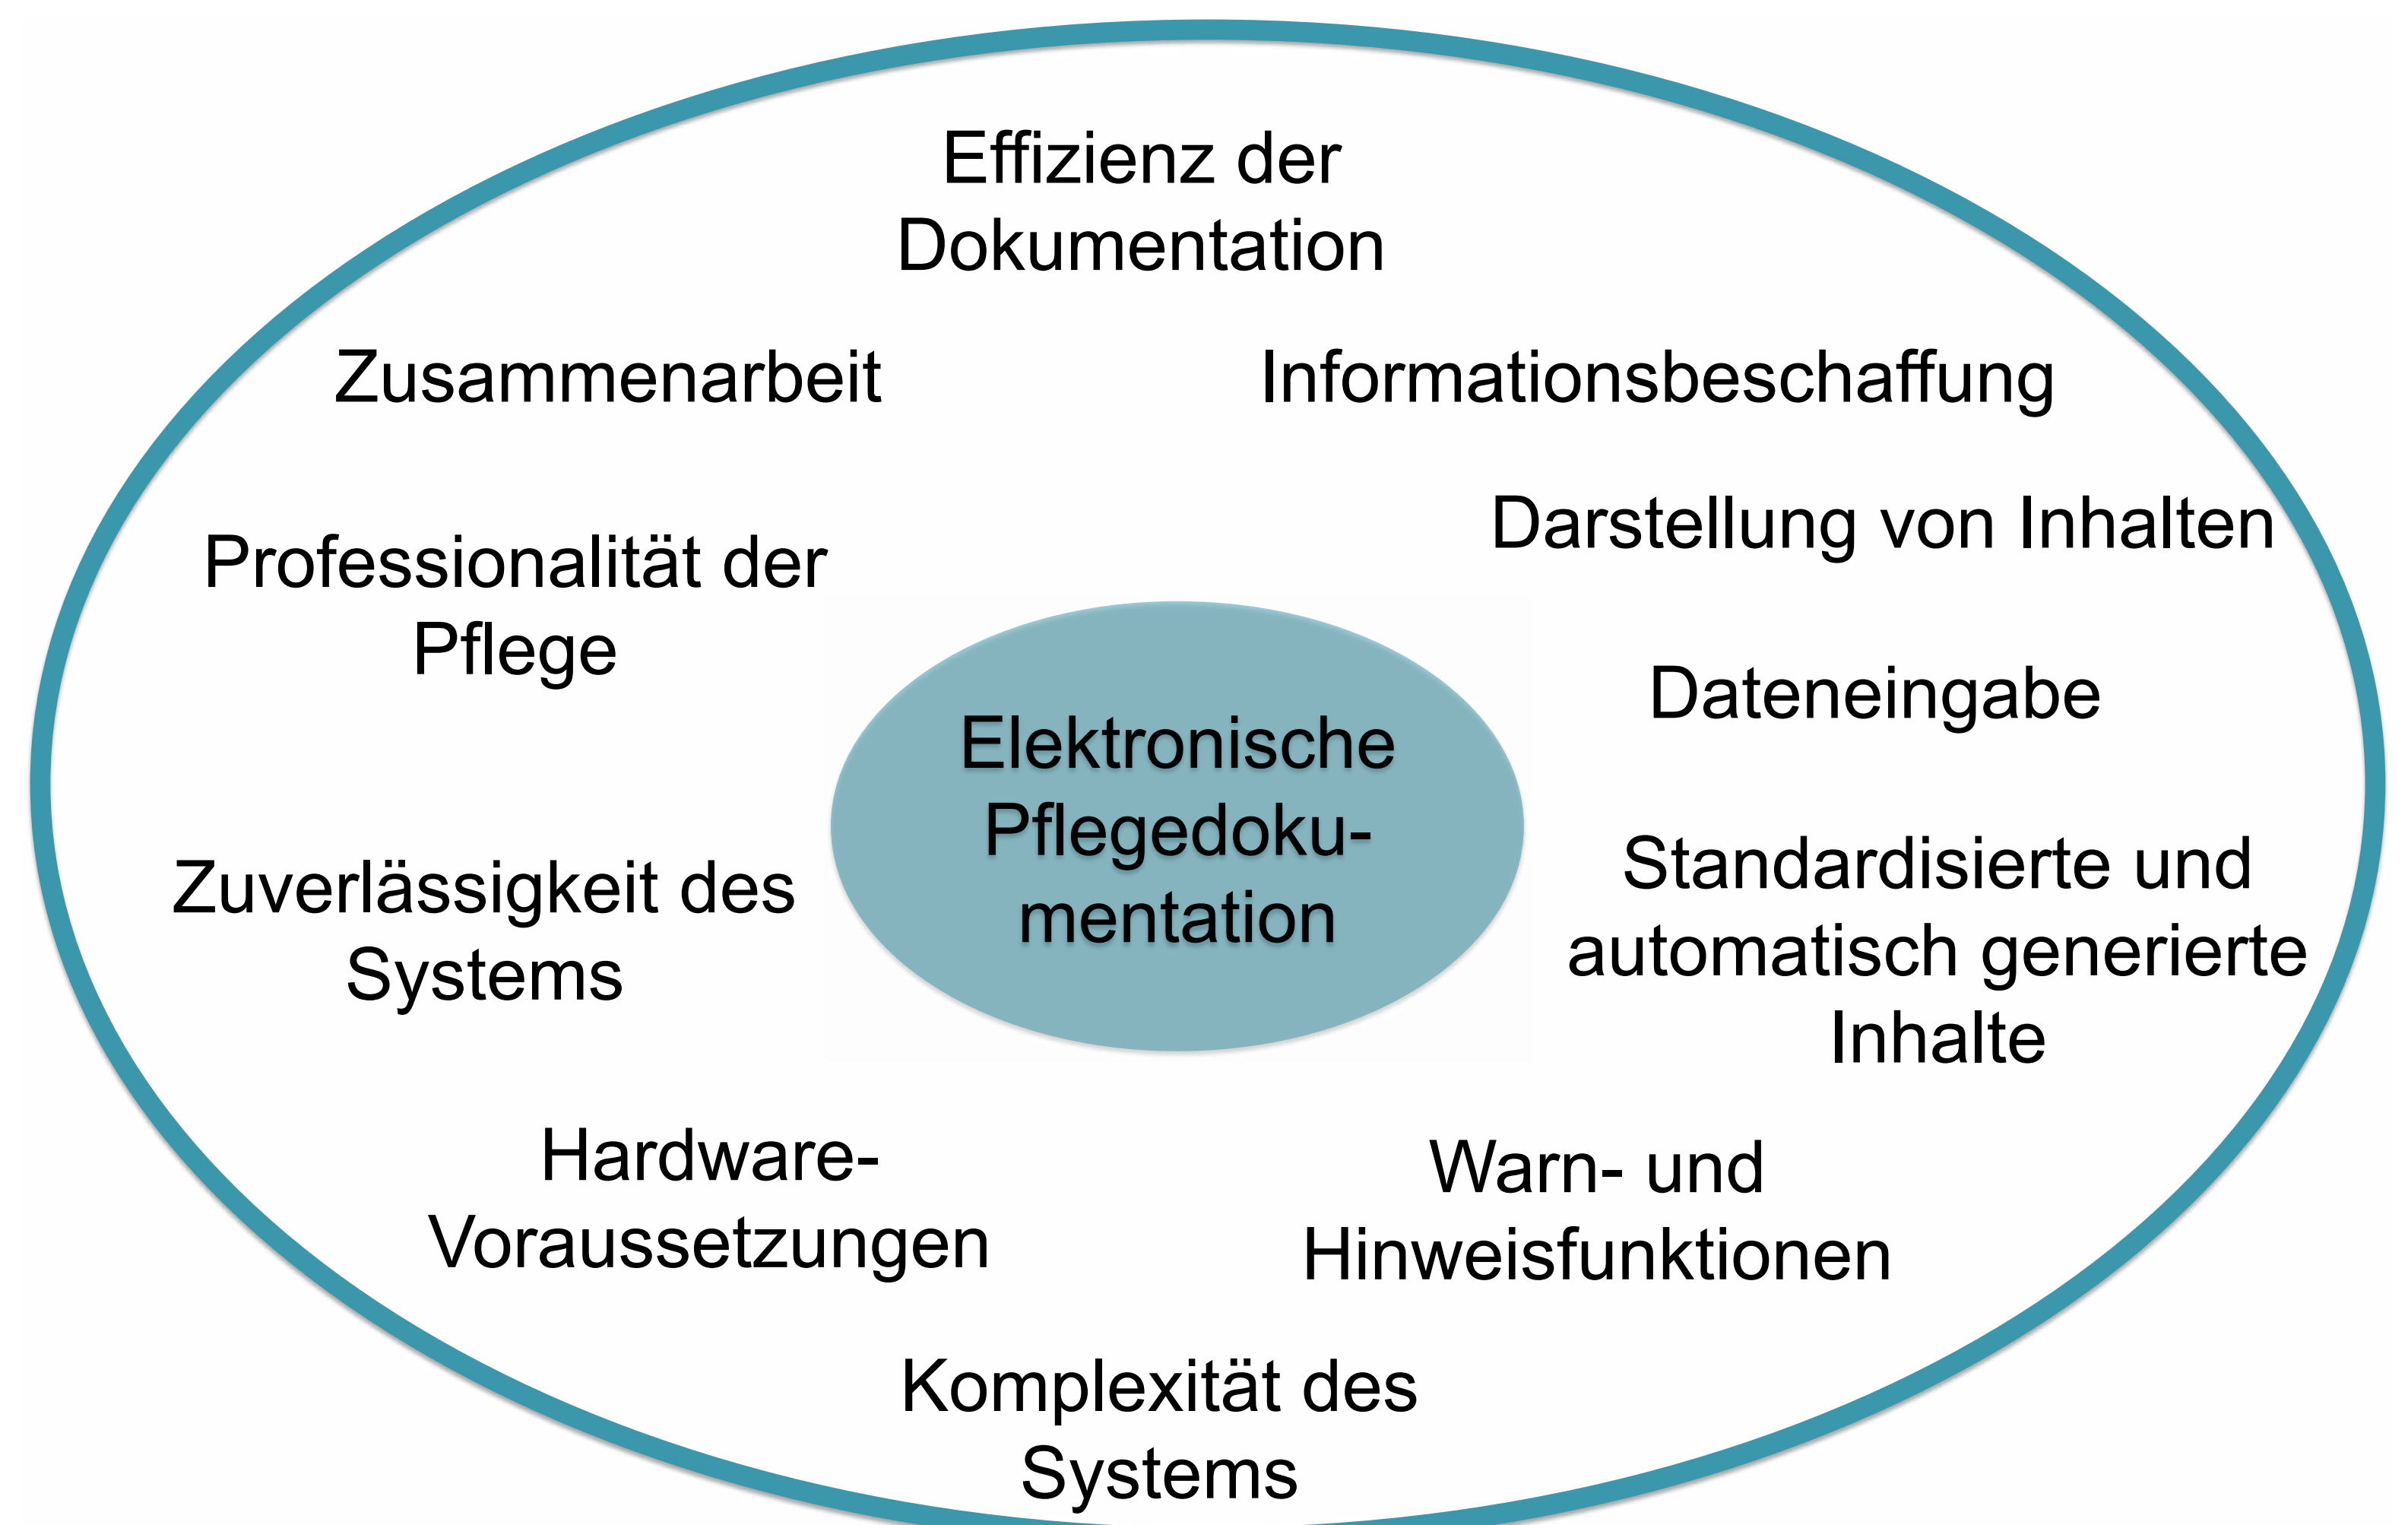 Effizienz der
Dokumentation
Zusammenarbeit
Informationsbeschaffung
Darstellung von Inhalten
Professionalität der
Pflege
Dateneingabe
Elektronische
Pflegedoku-
mentation
Standardisierte und
automatisch generierte
Inhalte
Zuverlässigkeit des
Systems
Hardware-
Voraussetzungen
Warn- und
Hinweisfunktionen
Komplexität des
Systems